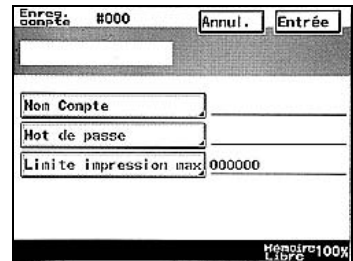 Enreg.
compte #000 Annul. Entrée
Nom Compte
Mot de passe
Limite impression max 000000
Mémoire
Libre 100%